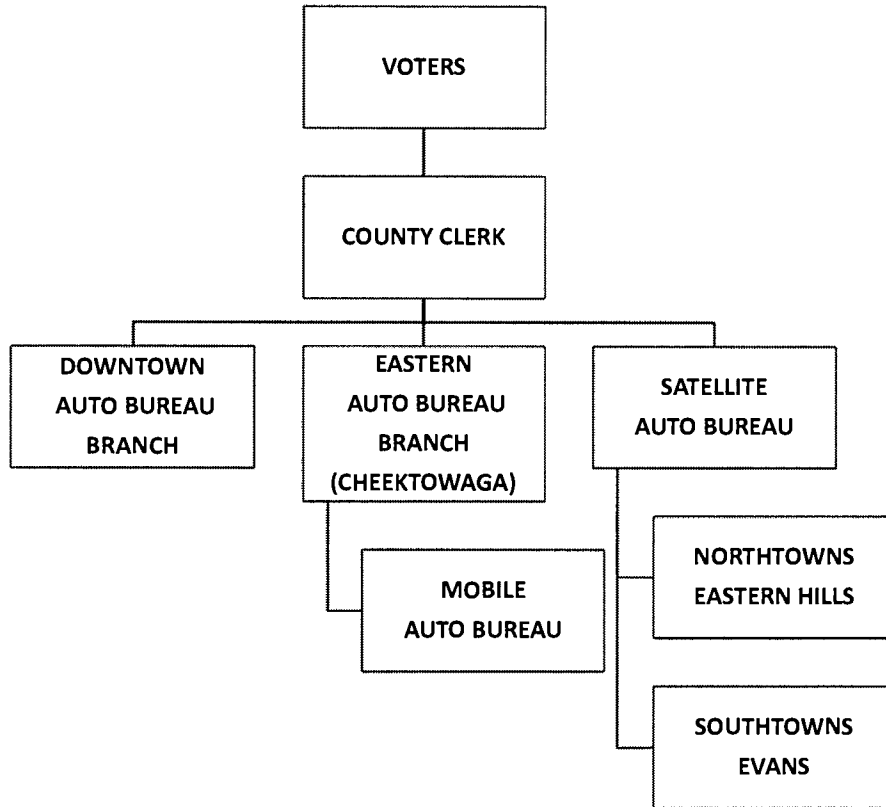 VOTERS
COUNTY CLERK
DOWNTOWN
AUTO BUREAU
BRANCH
EASTERN
AUTO BUREAU
BRANCH
(CHEEKTOWAGA)
SATELLITE
AUTO BUREAU
MOBILE
AUTO BUREAU
NORTHTOWNS
EASTERN HILLS
SOUTHTOWNS
EVANS